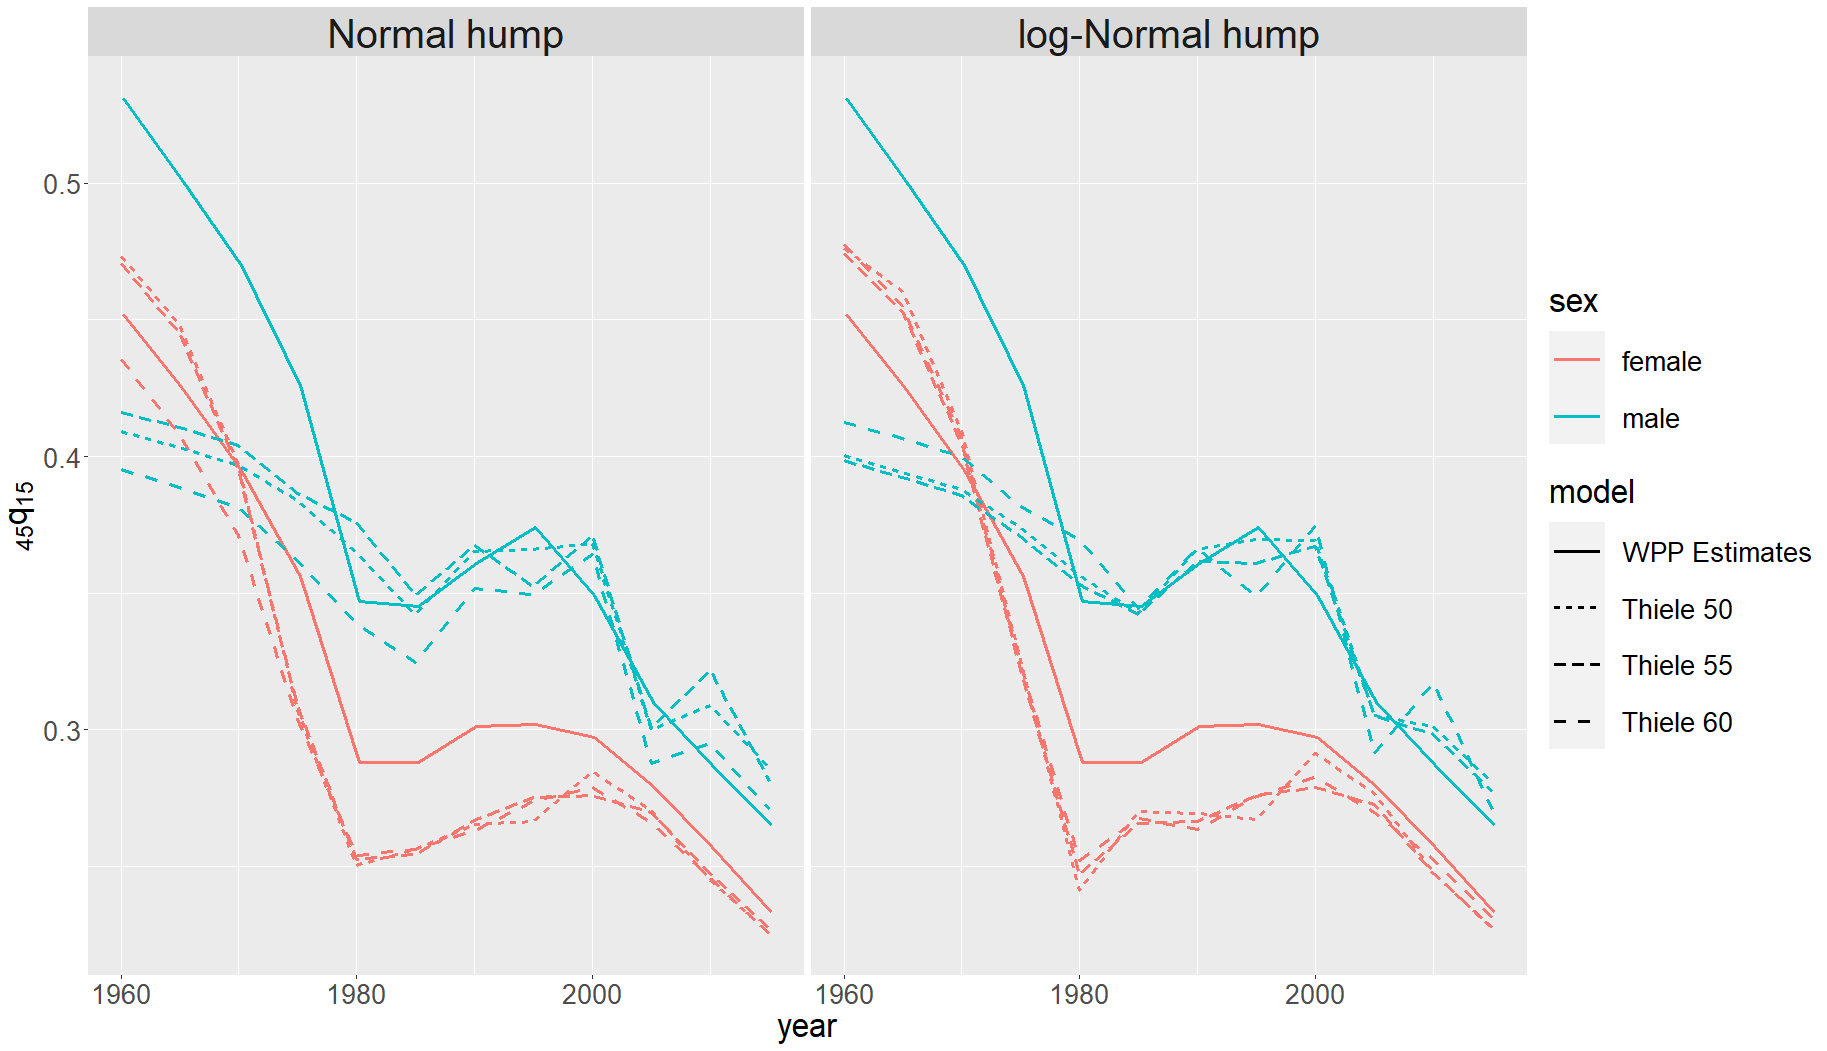 Normal hump
log-Normal hump
0.5
0.4
0.3
45q15
1960
1980
2000
1960
1980
2000
year
sex
female
male
model
WPP Estimates
Thiele 50
Thiele 55
Thiele 60